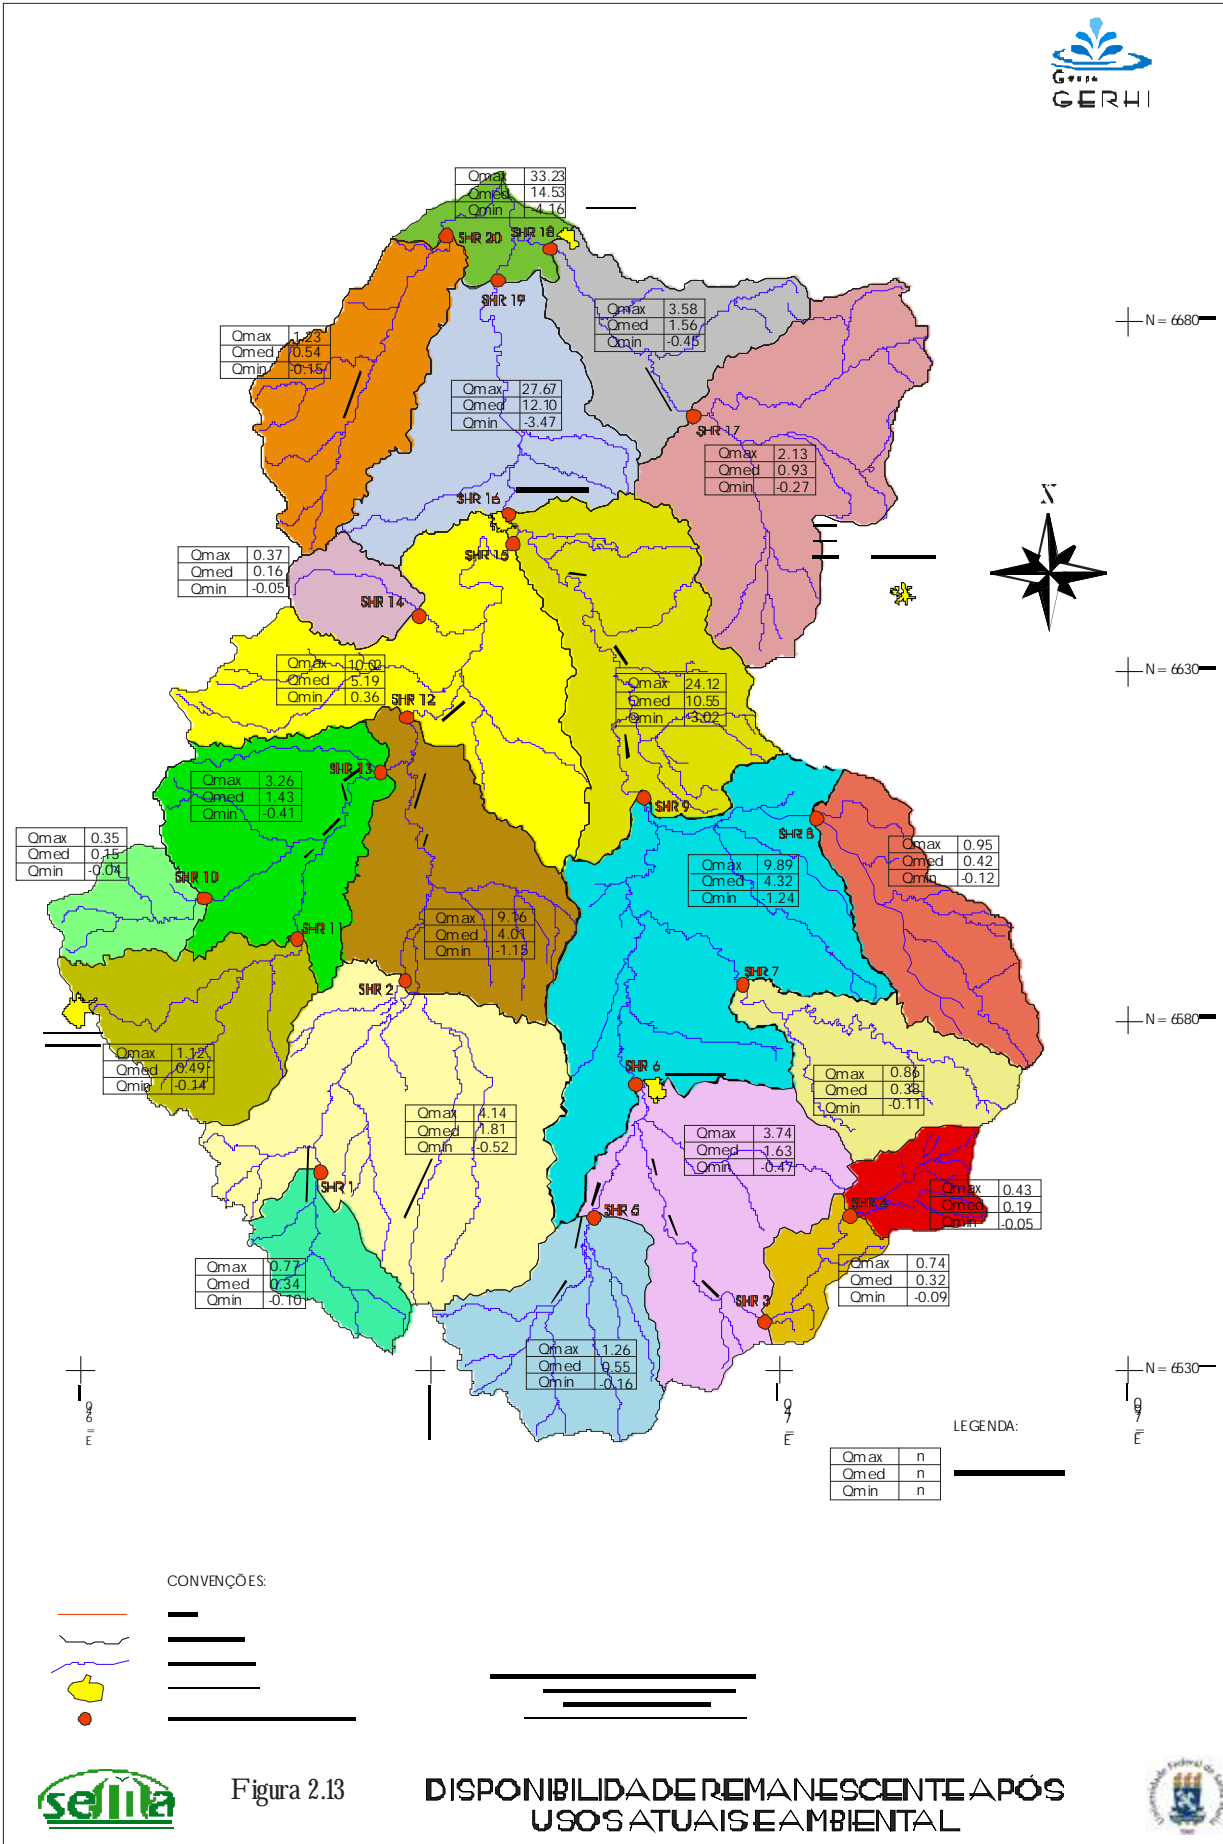 Grupo
GERHI
Qmax 33.23
Qmed 14.53
Qmin -4.16
SHR 20
SHR 18
SHR 19
Qmax 3.58
Qmed 1.56
Qmin -0.45
N = 6680
Qmax 1.23
Qmed 0.54
Qmin -0.15
Qmax 27.67
Qmed 12.10
Qmin -3.47
SHR 17
Qmax 2.13
Qmed 0.93
Qmin -0.27
SHR 16
N
SHR 15
Qmax 0.37
Qmed 0.16
Qmin -0.05
SHR 14
Qmax 10.02
Qmed 5.19
Qmin 0.36
N = 6630
Qmax 24.12
Qmed 10.55
Qmin -3.02
SHR 12
SHR 13
Qmax 3.26
Qmed 1.43
Qmin -0.41
SHR 9
SHR 8
Qmax 0.35
Qmed 0.15
Qmin -0.04
Qmax 0.95
Qmed 0.42
Qmin -0.12
Qmax 9.89
Qmed 4.32
Qmin -1.24
SHR 10
SHR 11
Qmax 9.16
Qmed 4.01
Qmin -1.15
SHR 7
SHR 2
N = 6580
Qmax 1.12
Qmed 0.49
Qmin -0.14
SHR 6
Qmax 0.86
Qmed 0.38
Qmin -0.11
Qmax 4.14
Qmed 1.81
Qmin -0.52
Qmax 3.74
Qmed 1.63
Qmin -0.47
SHR 1
Qmax 0.43
Qmed 0.19
Qmin -0.05
SHR 4
SHR 5
Qmax 0.77
Qmed 0.34
Qmin -0.10
Qmax 0.74
Qmed 0.32
Qmin -0.09
SHR 3
Qmax 1.26
Qmed 0.55
Qmin -0.16
N = 6530
LEGENDA:
Qmax n
Qmed n
Qmin n
CONVENÇÕES:
sema
Figura 2.13
DISPONIBILIDADE REMANESCENTE APÓS
USOS ATUAIS E AMBIENTAL